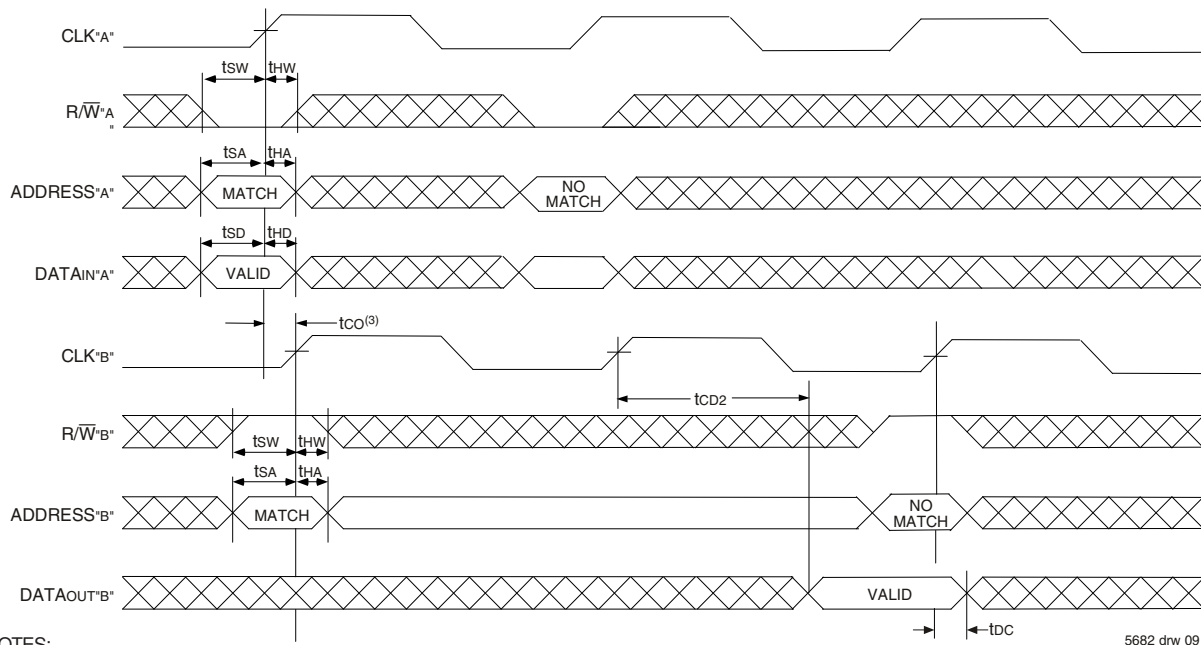 CLK"A"
tSW tHW
R/W"A
"
tSA tHA
ADDRESS"A" MATCH NO MATCH
tSD tHD
DATAIN"A" VALID
tCO(3)
CLK"B"
tCD2
R/W"B"
tSW tHW
tSA tHA
ADDRESS"B" MATCH NO MATCH
DATAOUT"B" VALID
tDC
OTES:
5682 drw 09